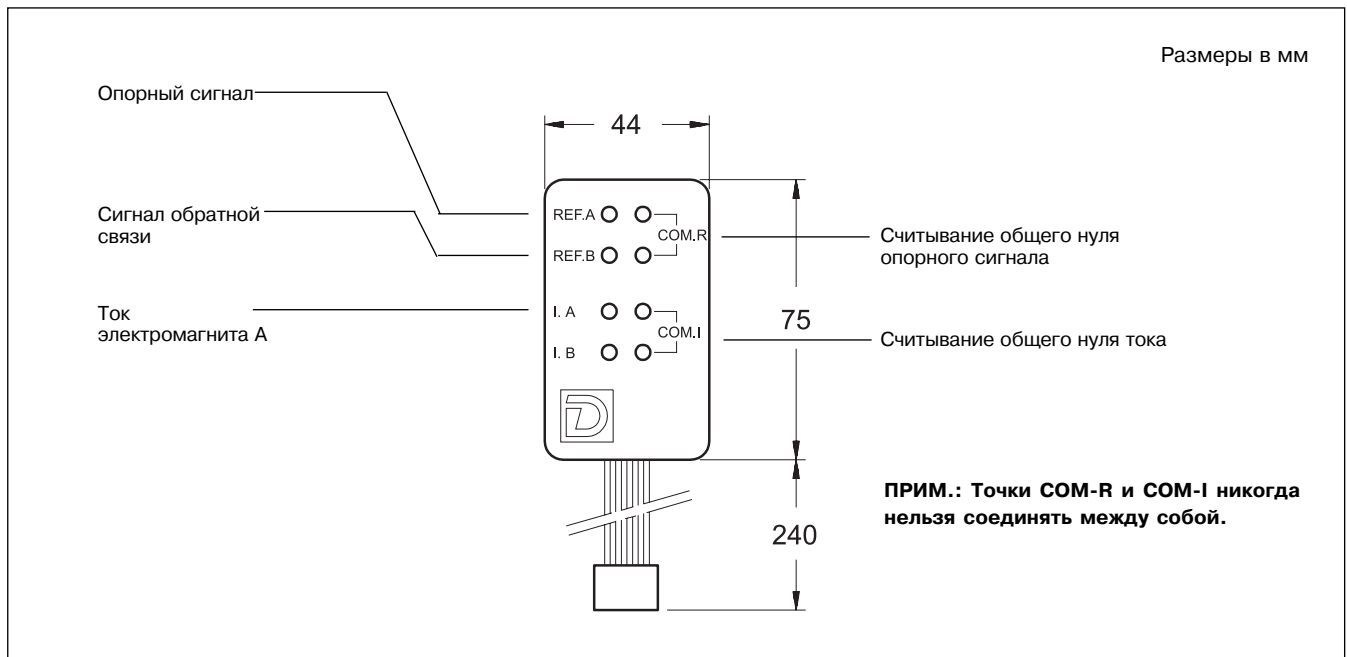 Размеры в мм
Опорный сигнал
44
Сигнал обратной
связи
REF.A
COM.R
REF.B
Считывание общего нуля
опорного сигнала
Ток
электромагнита А
I. A
COM.I
I. B
75
Считывание общего нуля тока
D
ПРИМ.: Точки COM-R и COM-I никогда
нельзя соединять между собой.
240